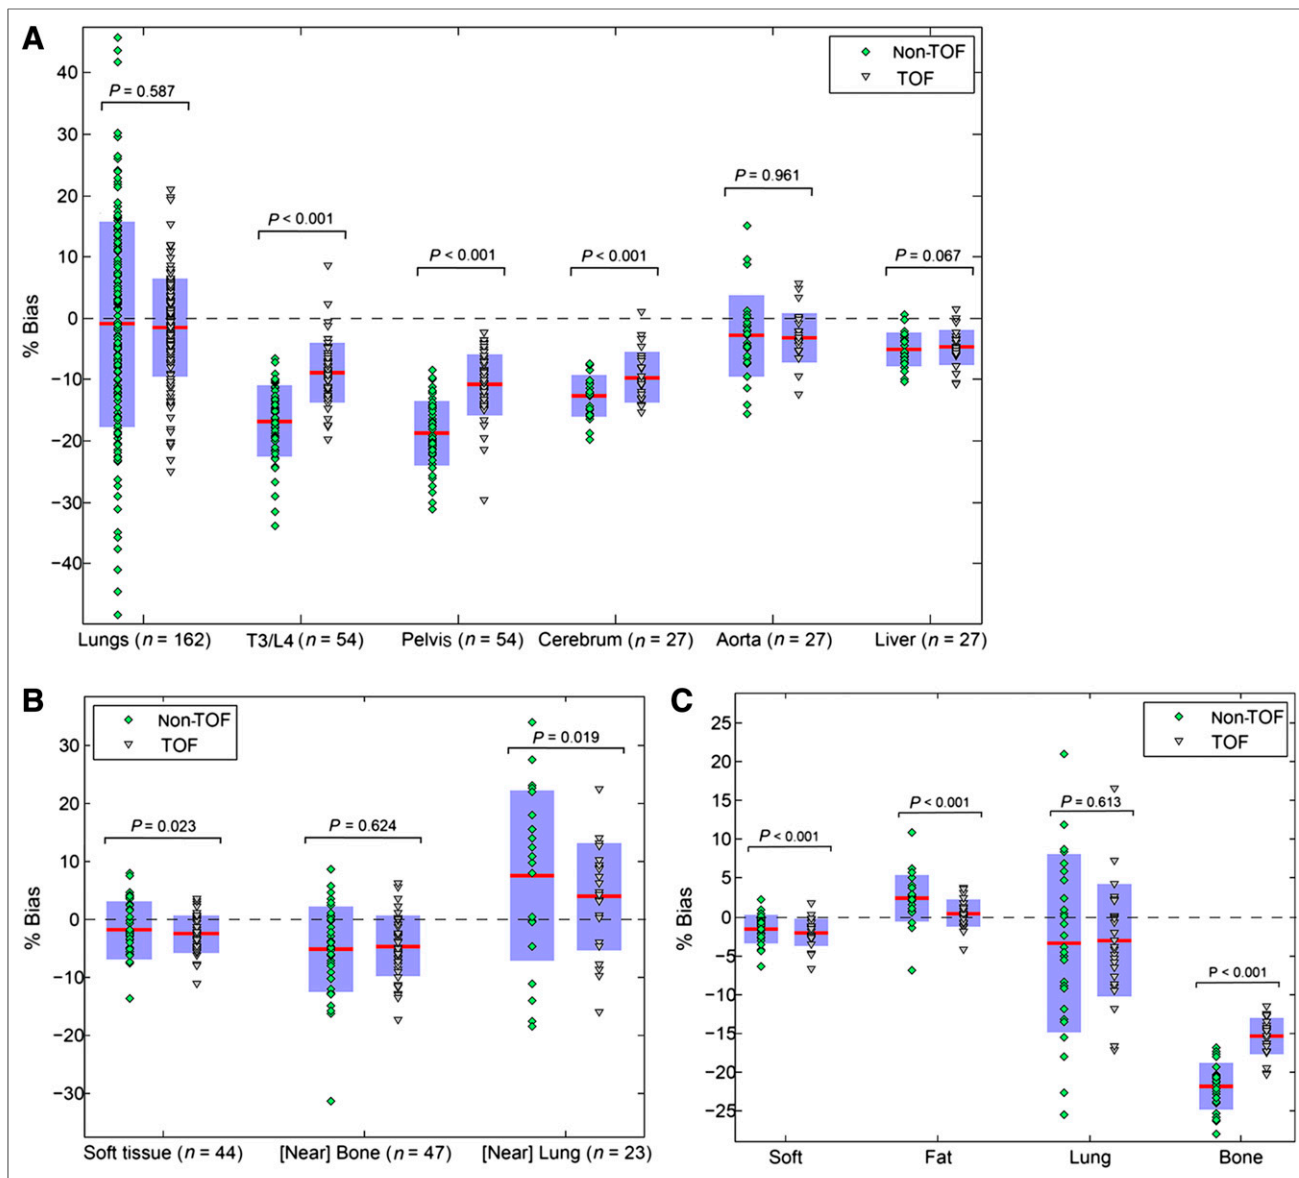 A
Non-TOF
TOF
P = 0.587
P < 0.001
P < 0.001
P < 0.001
P = 0.961
P = 0.067
% Bias
40
30
20
10
0
−10
−20
−30
−40
Lungs (n = 162) T3/L4 (n = 54) Pelvis (n = 54) Cerebrum (n = 27) Aorta (n = 27) Liver (n = 27)
B
Non-TOF
TOF
P = 0.023
P = 0.624
P = 0.019
% Bias
30
20
10
0
−10
−20
−30
Soft tissue (n = 44) [Near] Bone (n = 47) [Near] Lung (n = 23)
C
Non-TOF
TOF
P < 0.001
P < 0.001
P = 0.613
P < 0.001
% Bias
25
20
15
10
5
0
−5
−10
−15
−20
−25
Soft Fat Lung Bone